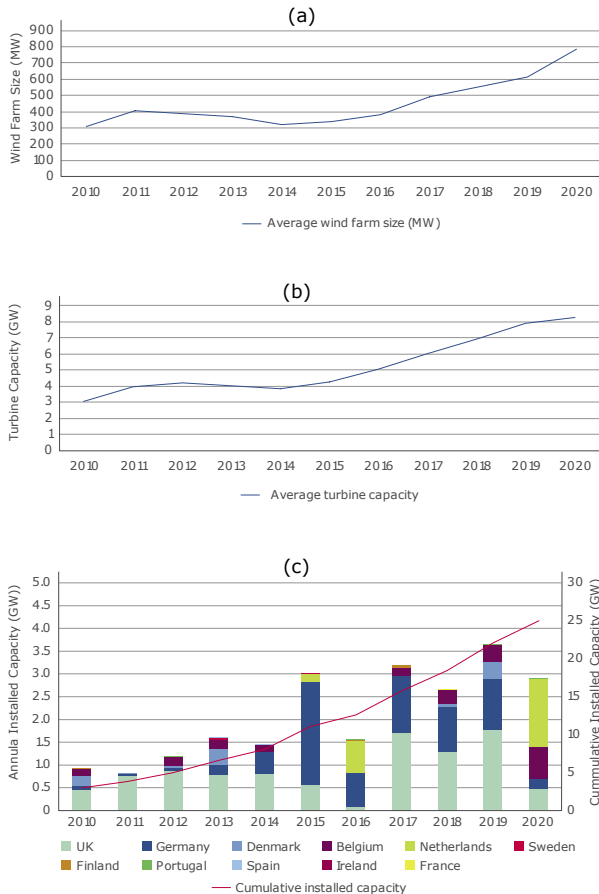 (a)
Wind Farm Size (MW)
900
800
700
600
500
400
300
200
100
0
2010 2011 2012 2013 2014 2015 2016 2017 2018 2019 2020
Average wind farm size (MW)
(b)
Turbine Capacity (GW)
9
8
7
6
5
4
3
2
1
0
2010 2011 2012 2013 2014 2015 2016 2017 2018 2019 2020
Average turbine capacity
(c)
Annula Installed Capacity (GW))
5.0
4.5
4.0
3.5
3.0
2.5
2.0
1.5
1.0
0.5
0
30
25
20
15
10
5
0
Cummulative Installed Capacity (GW)
2010 2011 2012 2013 2014 2015 2016 2017 2018 2019 2020
UK Germany Denmark Belgium Netherlands Sweden
Finland Portugal Spain Ireland France
Cumulative installed capacity